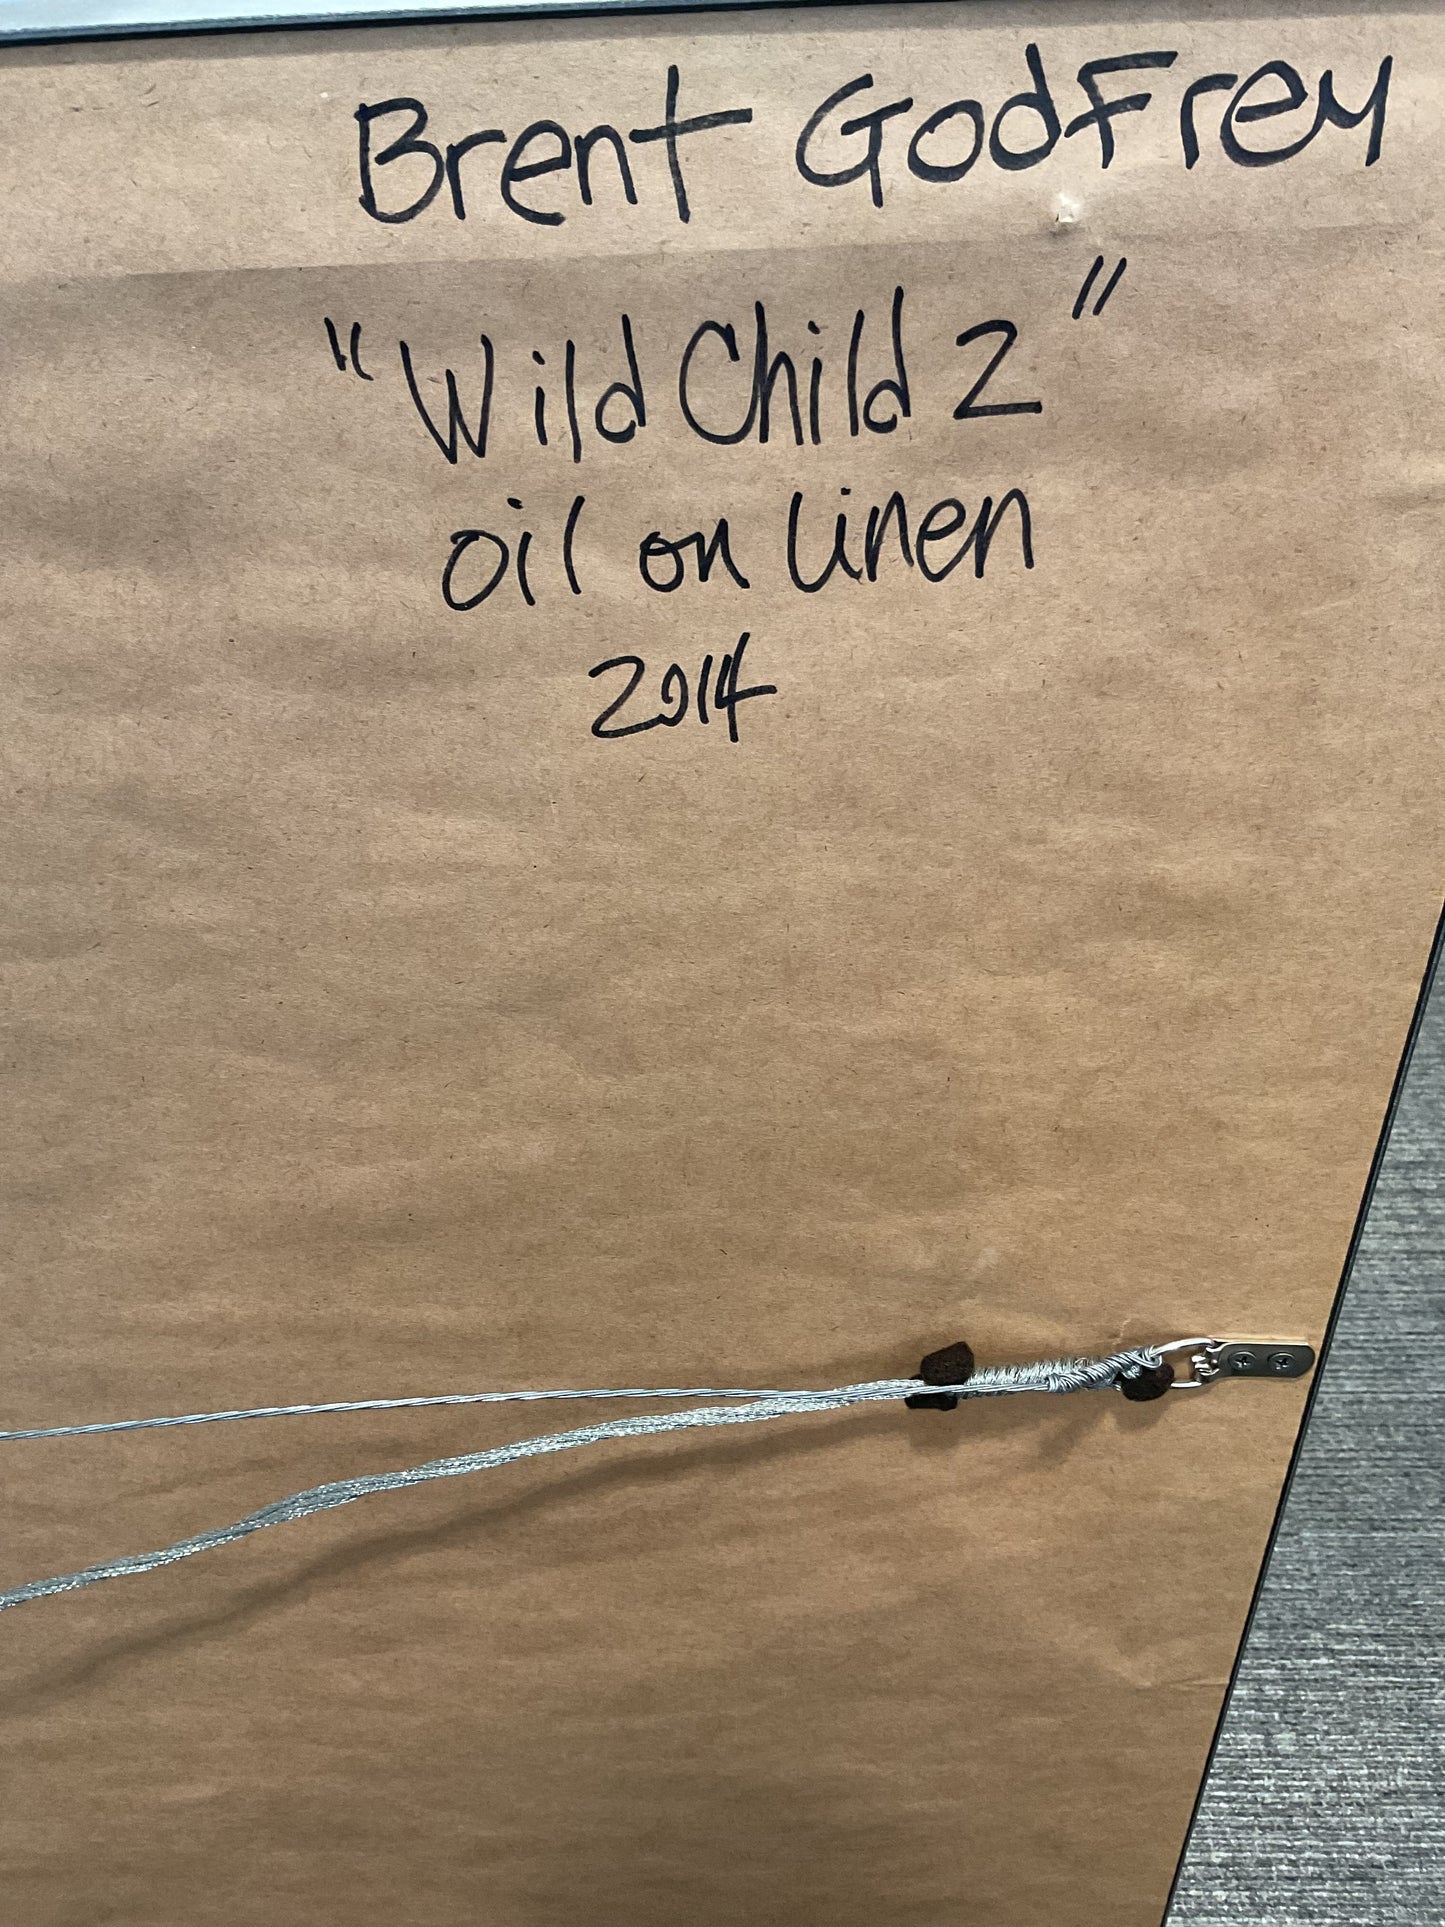 Brent GodFrey
"Wild Child 2"
oil on linen
2014